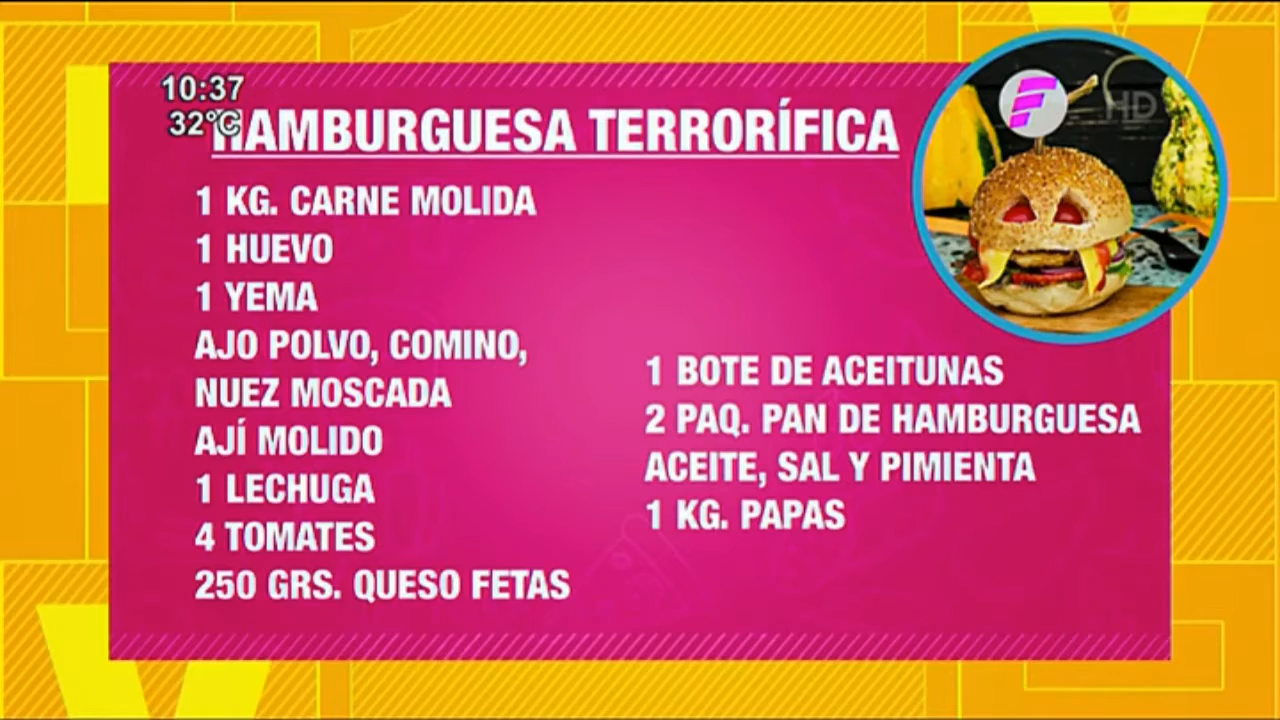 10:37
32°C
HAMBURGUESA TERRORÍFICA
1 KG. CARNE MOLIDA
1 HUEVO
1 YEMA
AJO POLVO, COMINO,
NUEZ MOSCADA
AJÍ MOLIDO
1 LECHUGA
4 TOMATES
250 GRS. QUESO FETAS
1 BOTE DE ACEITUNAS
2 PAQ. PAN DE HAMBURGUESA
ACEITE, SAL Y PIMIENTA
1 KG. PAPAS
HD